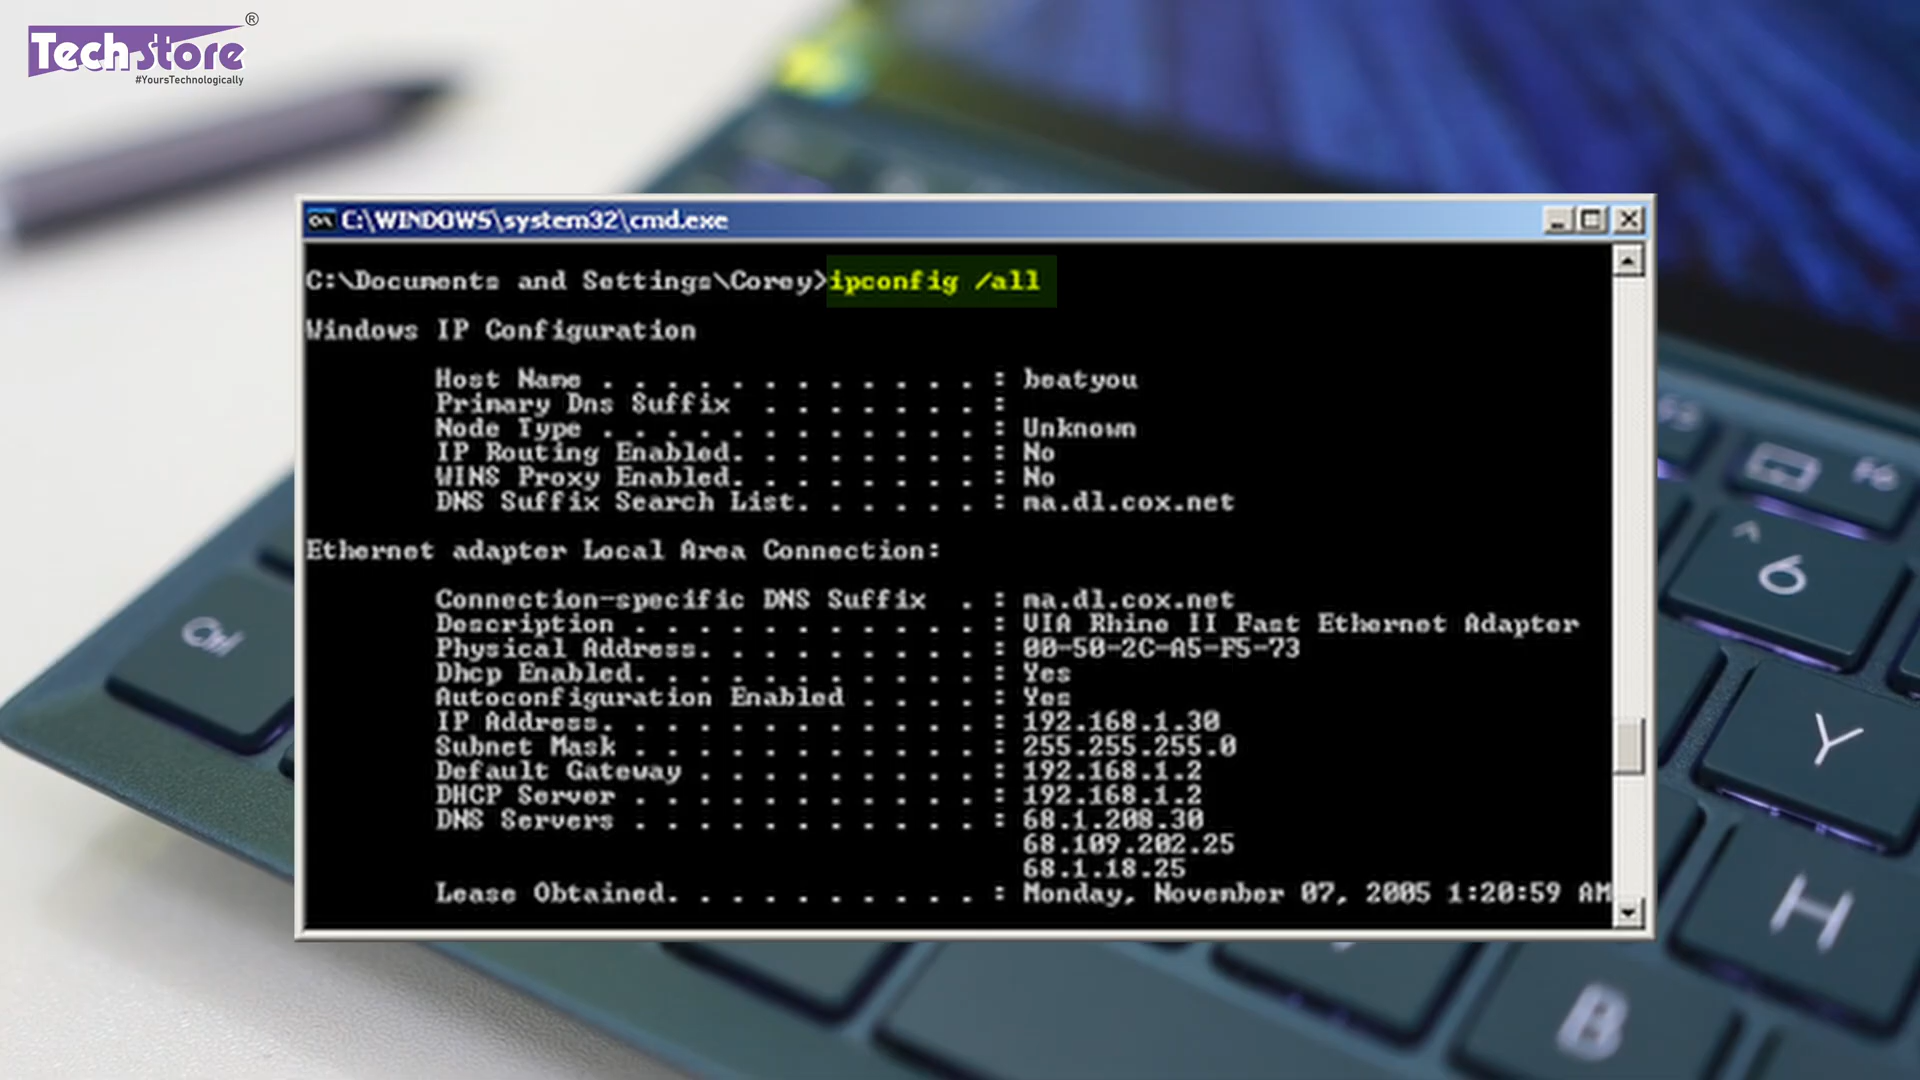 Techstore®
#YoursTechnologically
C:\WINDOWS\system32\cmd.exe
C:\Documents and Settings\Corey>ipconfig /all
Windows IP Configuration
Host Name . . . . . . . . . . . . : beatyou
Primary Dns Suffix . . . . . . . :
Node Type . . . . . . . . . . . . : Unknown
IP Routing Enabled. . . . . . . . : No
WINS Proxy Enabled. . . . . . . . : No
DNS Suffix Search List. . . . . . : ma.dl.cox.net
Ethernet adapter Local Area Connection:
Connection-specific DNS Suffix . : ma.dl.cox.net
Description . . . . . . . . . . . : VIA Rhine II Fast Ethernet Adapter
Physical Address. . . . . . . . . : 00-50-2C-A5-F5-73
Dhcp Enabled. . . . . . . . . . . : Yes
Autoconfiguration Enabled . . . . : Yes
IP Address. . . . . . . . . . . . : 192.168.1.30
Subnet Mask . . . . . . . . . . . : 255.255.255.0
Default Gateway . . . . . . . . . : 192.168.1.2
DHCP Server . . . . . . . . . . . : 192.168.1.2
DNS Servers . . . . . . . . . . . : 68.1.208.30
68.109.202.25
68.1.18.25
Lease Obtained. . . . . . . . . . : Monday, November 07, 2005 1:20:59 AM
F5
F6
^
6
Ctrl
Y
H
B